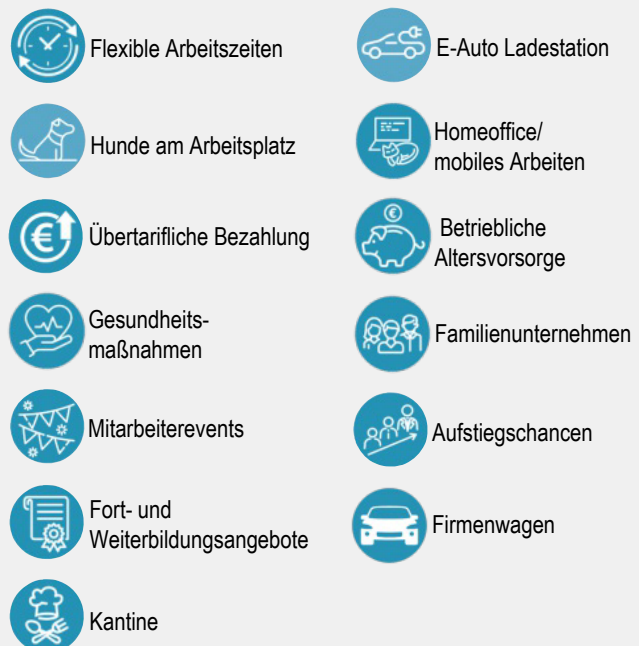 Flexible Arbeitszeiten
E-Auto Ladestation
Hunde am Arbeitsplatz
Homeoffice/
mobiles Arbeiten
€
Übertarifliche Bezahlung
€
Betriebliche
Altersvorsorge
Gesundheits-
maßnahmen
Familienunternehmen
Mitarbeiterevents
Aufstiegschancen
Fort- und
Weiterbildungsangebote
Firmenwagen
Kantine